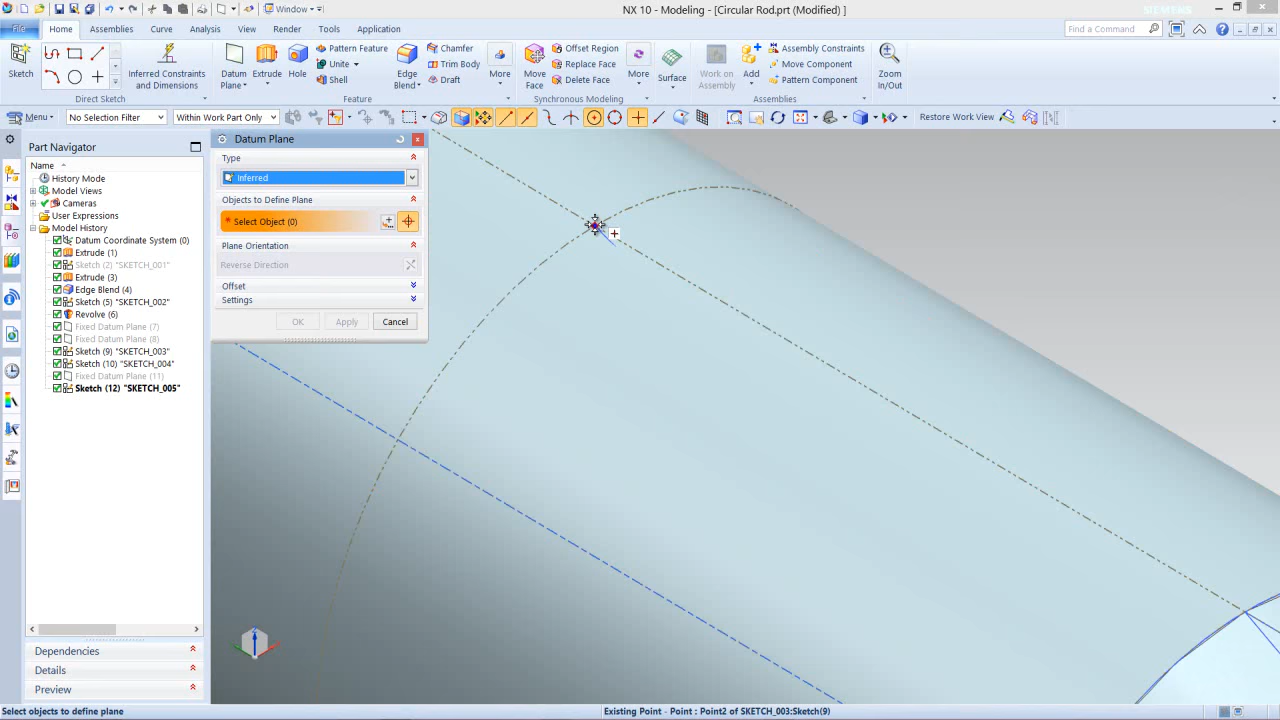 NX 10 - Modeling - [Circular Rod.prt (Modified) ]
SIEMENS
Window
File Home Assemblies Curve Analysis View Render Tools Application
Find a Command
Sketch
Direct Sketch
Inferred Constraints and Dimensions
Datum Plane
Extrude
Hole
Pattern Feature
Unite
Shell
Edge Blend
Chamfer
Trim Body
Draft
More
Feature
Move Face
Offset Region
Replace Face
Delete Face
More
Synchronous Modeling
Surface
Work on Assembly
Add
Assembly Constraints
Move Component
Pattern Component
Assemblies
Zoom In/Out
Menu
No Selection Filter
Within Work Part Only
Restore Work View
Part Navigator
Name
History Mode
Model Views
Cameras
User Expressions
Model History
Datum Coordinate System (0)
Extrude (1)
Sketch (2) "SKETCH_001"
Extrude (3)
Edge Blend (4)
Sketch (5) "SKETCH_002"
Revolve (6)
Fixed Datum Plane (7)
Fixed Datum Plane (8)
Sketch (9) "SKETCH_003"
Sketch (10) "SKETCH_004"
Fixed Datum Plane (11)
Sketch (12) "SKETCH_005"
Dependencies
Details
Preview
Datum Plane
Type
Inferred
Objects to Define Plane
* Select Object (0)
Plane Orientation
Reverse Direction
Offset
Settings
OK Apply Cancel
Select objects to define plane
Existing Point - Point : Point2 of SKETCH_003:Sketch(9)